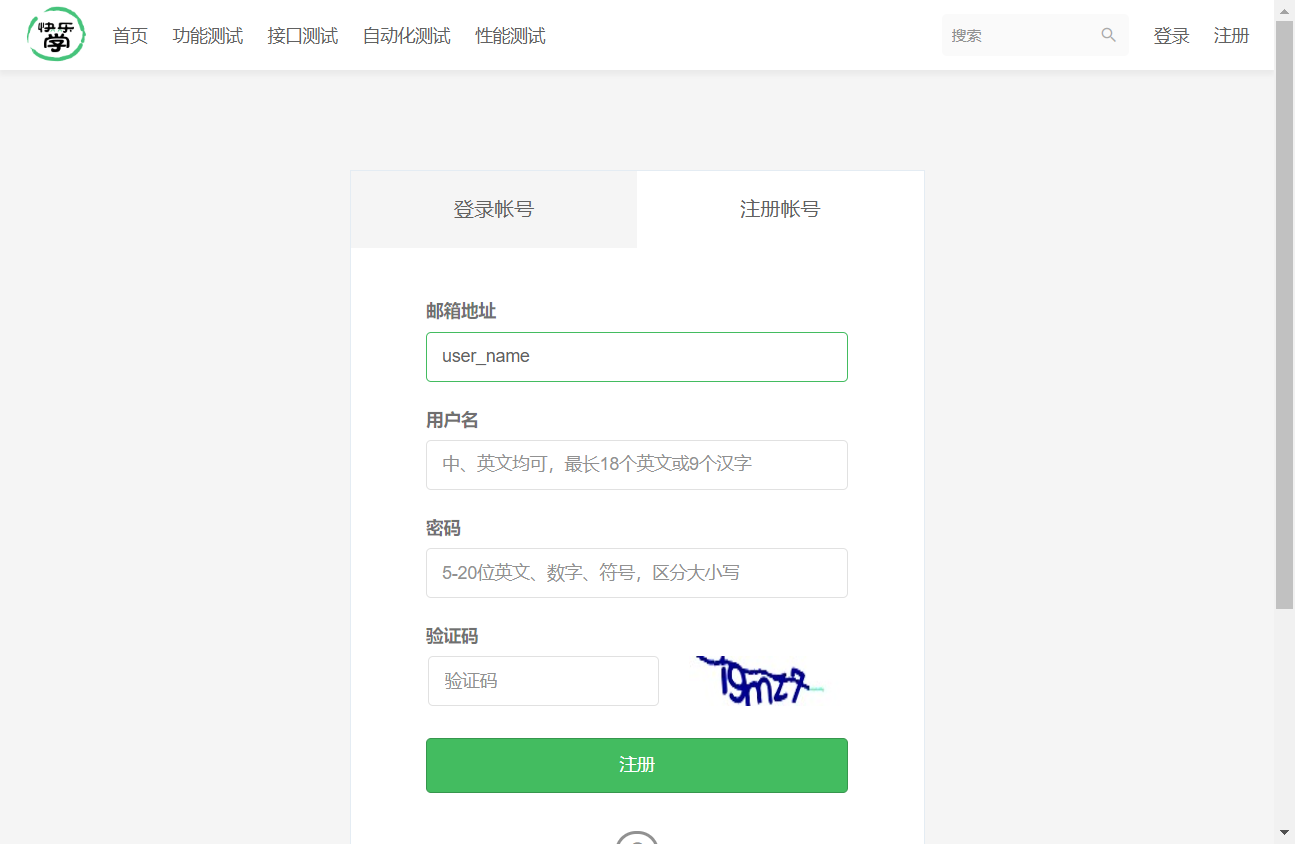 快乐
学
首页 功能测试 接口测试 自动化测试 性能测试 搜索 登录 注册
登录帐号 注册帐号
邮箱地址
user_name
用户名
中、英文均可，最长18个英文或9个汉字
密码
5-20位英文、数字、符号，区分大小写
验证码
验证码
注册